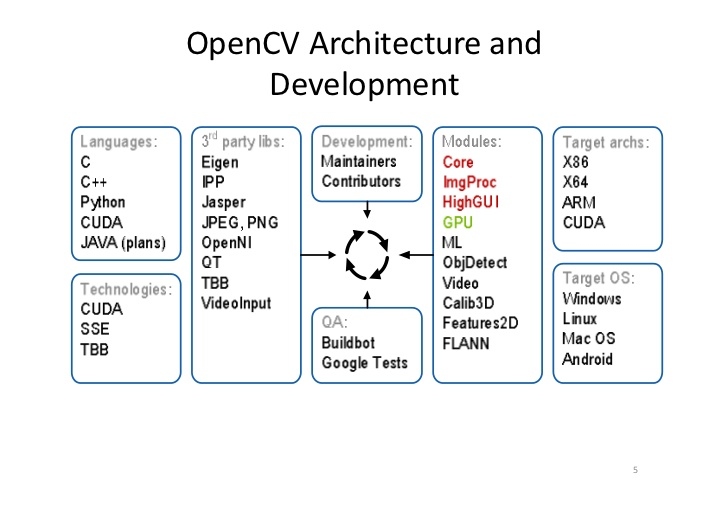 OpenCV Architecture and
Development
Languages:
C
C++
Python
CUDA
JAVA (plans)
Technologies:
CUDA
SSE
TBB
3rd party libs:
Eigen
IPP
Jasper
JPEG, PNG
OpenNI
QT
TBB
VideoInput
Development:
Maintainers
Contributors
QA:
Buildbot
Google Tests
Modules:
Core
ImgProc
HighGUI
GPU
ML
ObjDetect
Video
Calib3D
Features2D
FLANN
Target archs:
X86
X64
ARM
CUDA
Target OS:
Windows
Linux
Mac OS
Android
5